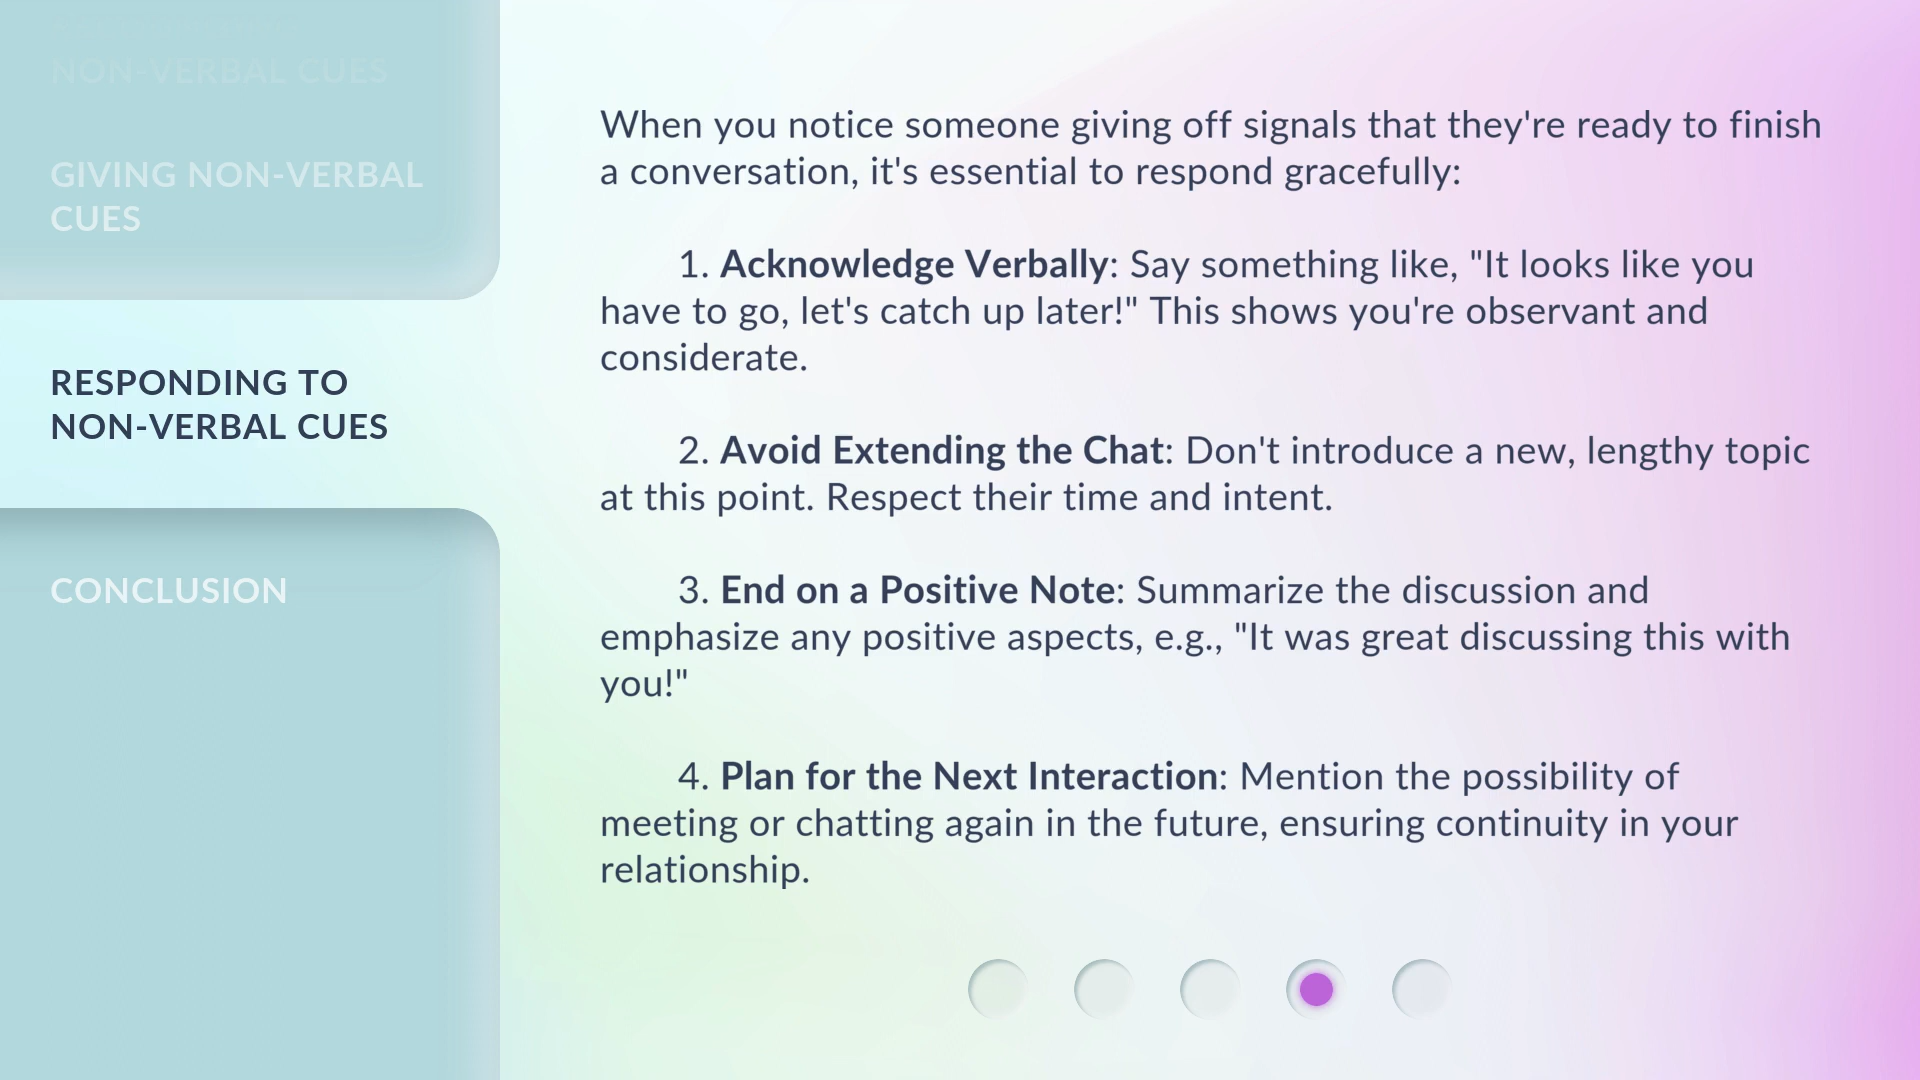 NON-VERBAL CUES
GIVING NON-VERBAL
CUES
RESPONDING TO
NON-VERBAL CUES
CONCLUSION
When you notice someone giving off signals that they're ready to finish
a conversation, it's essential to respond gracefully:
1. Acknowledge Verbally: Say something like, "It looks like you
have to go, let's catch up later!" This shows you're observant and
considerate.
2. Avoid Extending the Chat: Don't introduce a new, lengthy topic
at this point. Respect their time and intent.
3. End on a Positive Note: Summarize the discussion and
emphasize any positive aspects, e.g., "It was great discussing this with
you!"
4. Plan for the Next Interaction: Mention the possibility of
meeting or chatting again in the future, ensuring continuity in your
relationship.